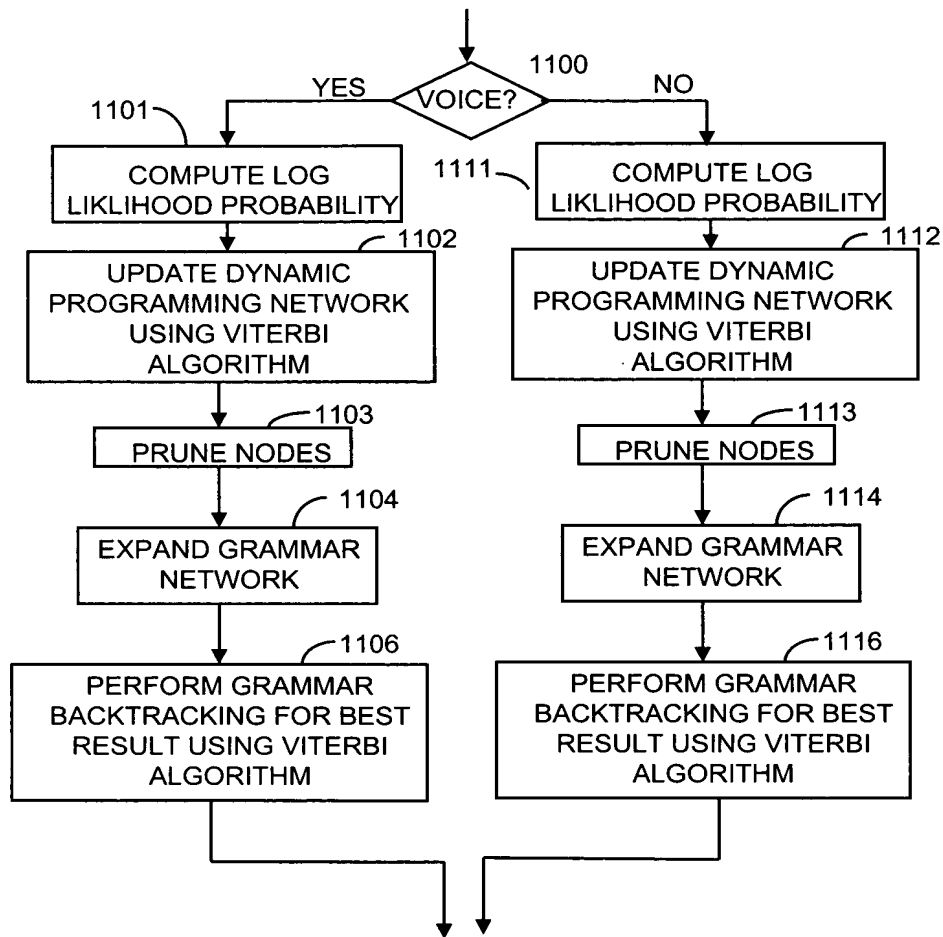 1100
VOICE?
YES
NO
1101
COMPUTE LOG
LIKLIHOOD PROBABILITY
1102
UPDATE DYNAMIC
PROGRAMMING NETWORK
USING VITERBI
ALGORITHM
1103
PRUNE NODES
1104
EXPAND GRAMMAR
NETWORK
1106
PERFORM GRAMMAR
BACKTRACKING FOR BEST
RESULT USING VITERBI
ALGORITHM
1111
COMPUTE LOG
LIKLIHOOD PROBABILITY
1112
UPDATE DYNAMIC
PROGRAMMING NETWORK
USING VITERBI
ALGORITHM
1113
PRUNE NODES
1114
EXPAND GRAMMAR
NETWORK
1116
PERFORM GRAMMAR
BACKTRACKING FOR BEST
RESULT USING VITERBI
ALGORITHM